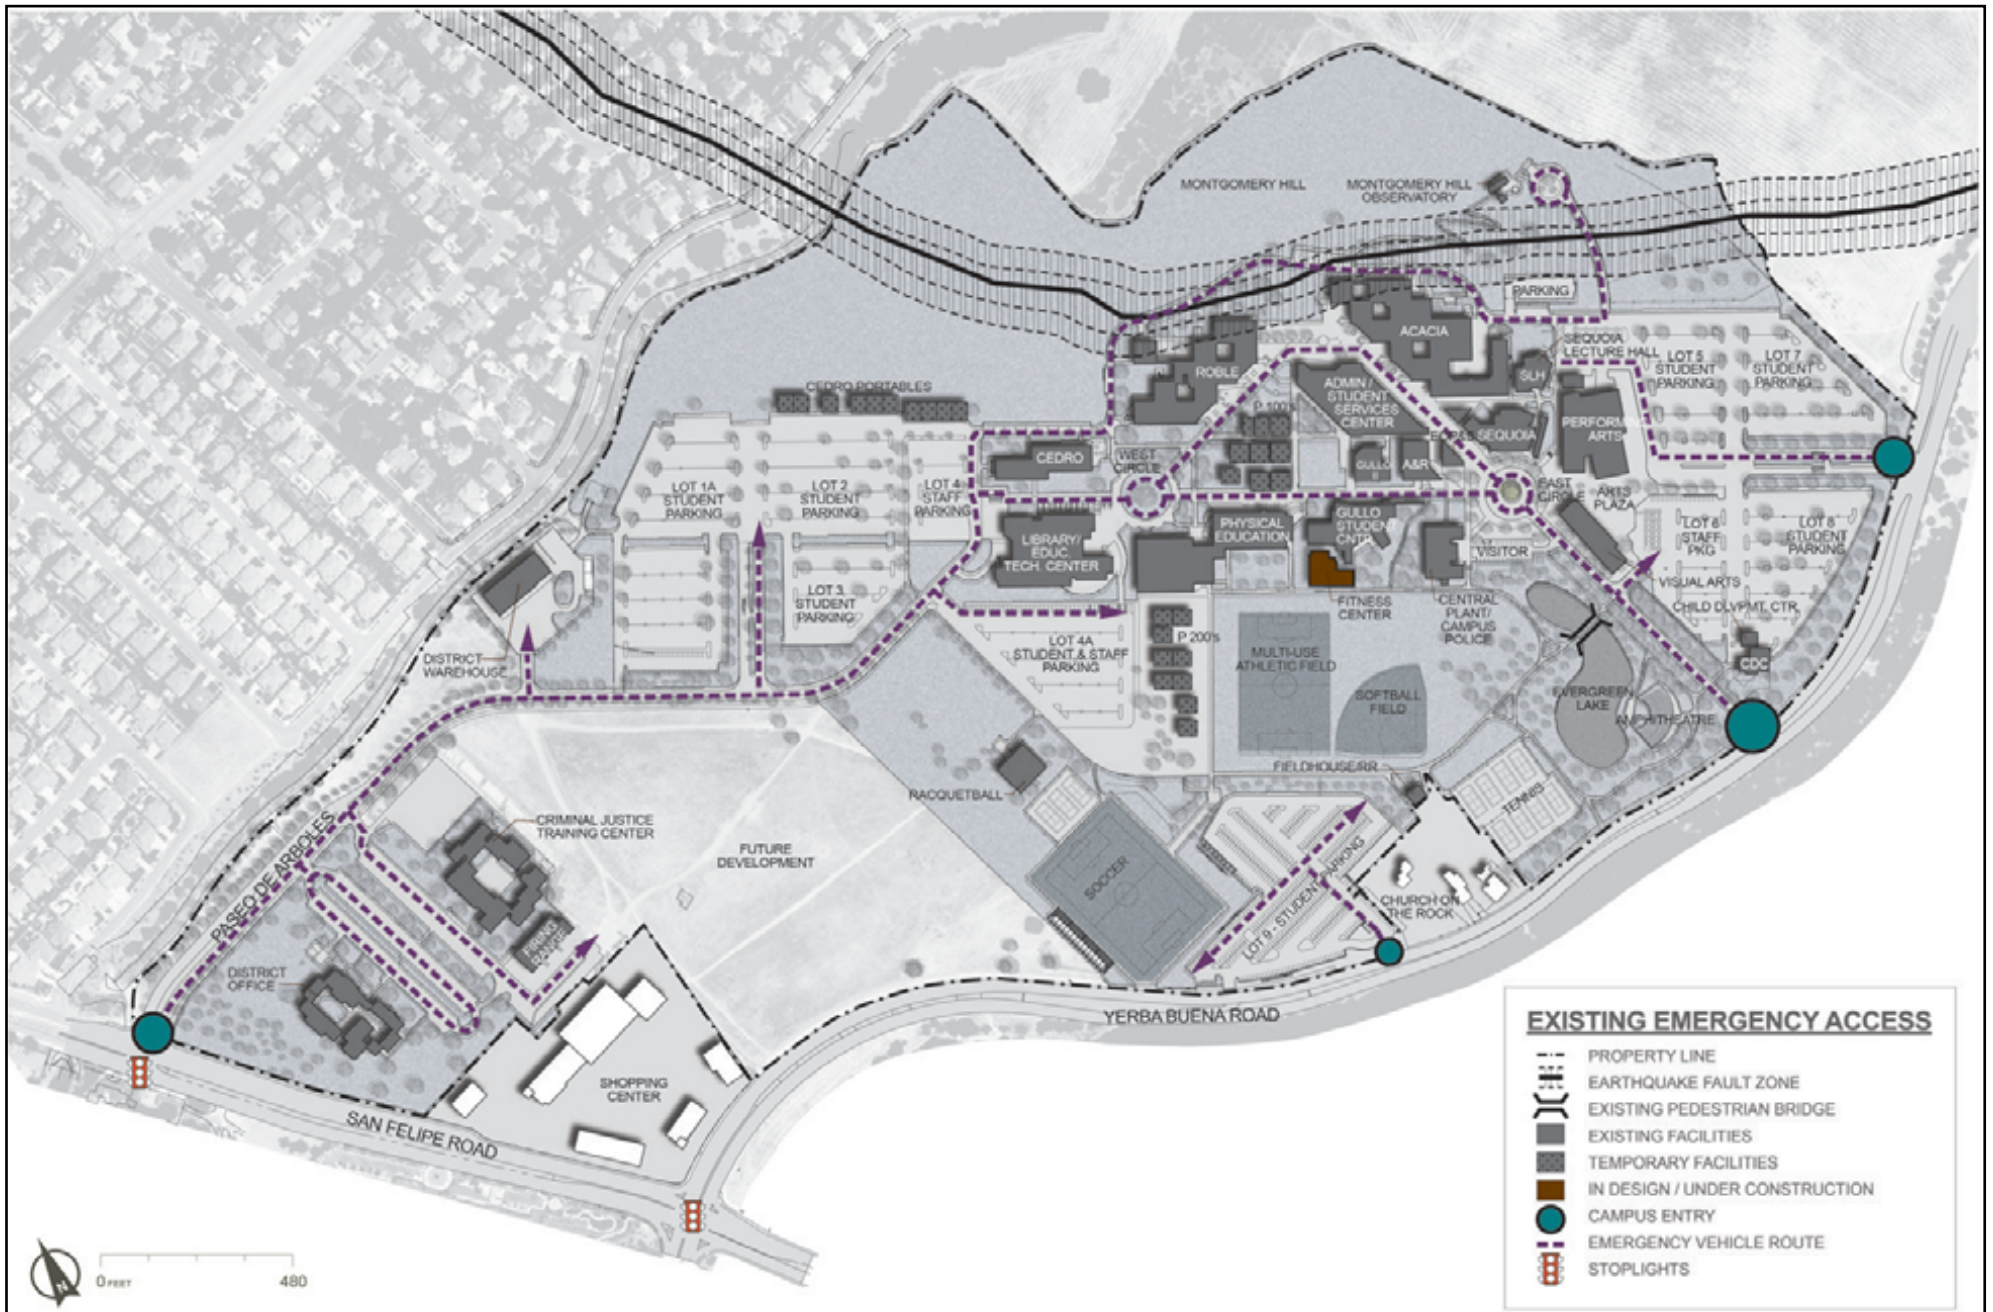 MONTGOMERY HILL
MONTGOMERY HILL
OBSERVATORY
PARKING
ACACIA
SEQUOIA
LECTURE HALL
LOT 5
STUDENT
PARKING
LOT 7
STUDENT
PARKING
ROBLE
SLH
ADMIN /
STUDENT
SERVICES
CENTER
CEDRO PORTABLES
P 100's
SEQUOIA
PERFORMING
ARTS
CEDRO
WEST
CIRCLE
GULLO
A&R
EAST
CIRCLE
ARTS
PLAZA
LOT 1A
STUDENT
PARKING
LOT 2
STUDENT
PARKING
LOT 4
STAFF
PARKING
LIBRARY/
EDUC.
TECH. CENTER
PHYSICAL
EDUCATION
GULLO
STUDENT
CNTR
VISITOR
LOT 6
STAFF
PKG
LOT 8
STUDENT
PARKING
VISUAL ARTS
CHILD DLVPMT. CTR.
CDC
LOT 3
STUDENT
PARKING
FITNESS
CENTER
CENTRAL
PLANT/
CAMPUS
POLICE
DISTRICT
WAREHOUSE
LOT 4A
STUDENT & STAFF
PARKING
P 200's
MULTI-USE
ATHLETIC FIELD
SOFTBALL
FIELD
EVERGREEN
LAKE
AMPHITHEATRE
FIELDHOUSE/RR
RACQUETBALL
TENNIS
CRIMINAL JUSTICE
TRAINING CENTER
FUTURE
DEVELOPMENT
SOCCER
LOT 9 - STUDENT PARKING
CHURCH ON
THE ROCK
PASEO DE ARBOLES
FIRING
RANGE
DISTRICT
OFFICE
YERBA BUENA ROAD
SHOPPING
CENTER
SAN FELIPE ROAD
N
0 FEET 480
EXISTING EMERGENCY ACCESS
PROPERTY LINE
EARTHQUAKE FAULT ZONE
EXISTING PEDESTRIAN BRIDGE
EXISTING FACILITIES
TEMPORARY FACILITIES
IN DESIGN / UNDER CONSTRUCTION
CAMPUS ENTRY
EMERGENCY VEHICLE ROUTE
STOPLIGHTS